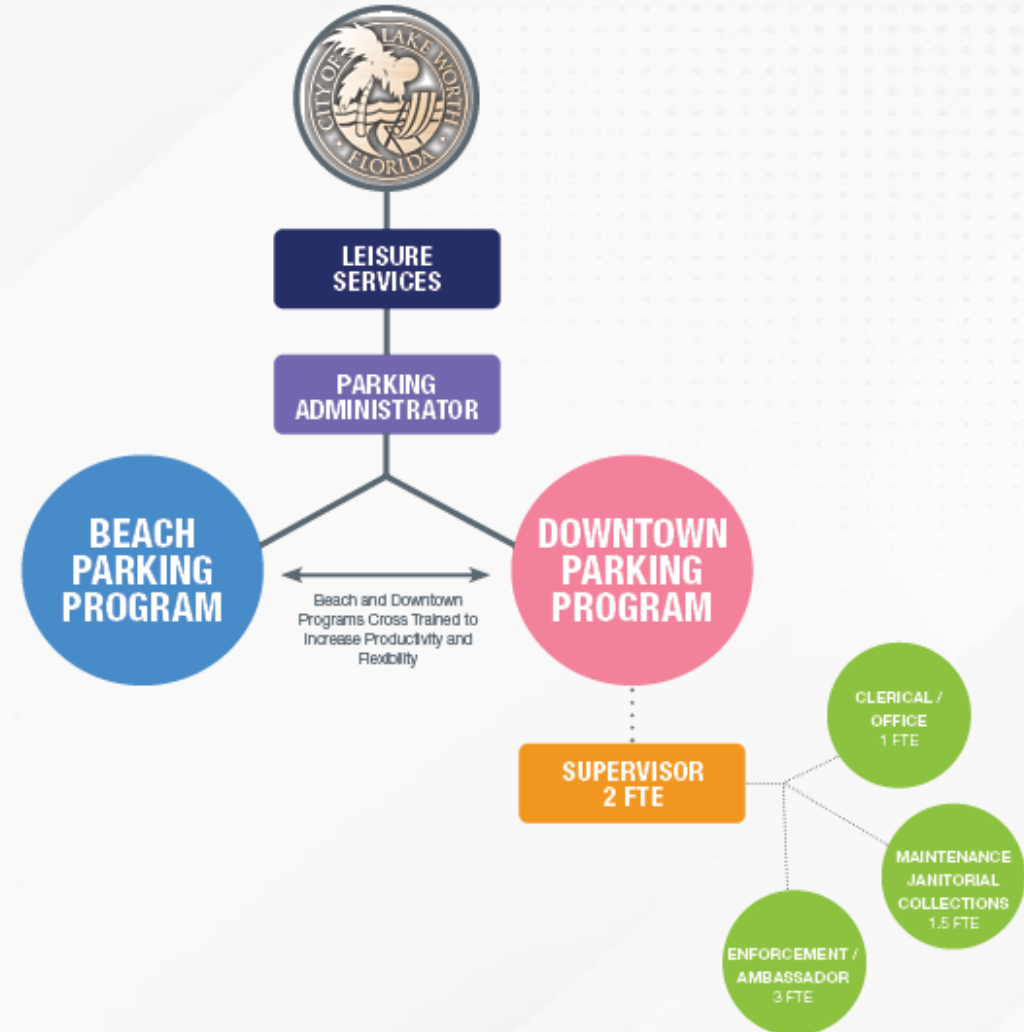 CITY OF LAKE WORTH
FLORIDA
LEISURE
SERVICES
PARKING
ADMINISTRATOR
BEACH
PARKING
PROGRAM
DOWNTOWN
PARKING
PROGRAM
Beach and Downtown
Programs Cross Trained to
Increase Productivity and
Flexibility
SUPERVISOR
2 FTE
CLERICAL /
OFFICE
1 FTE
MAINTENANCE
JANITORIAL
COLLECTIONS
1.5 FTE
ENFORCEMENT /
AMBASSADOR
3 FTE